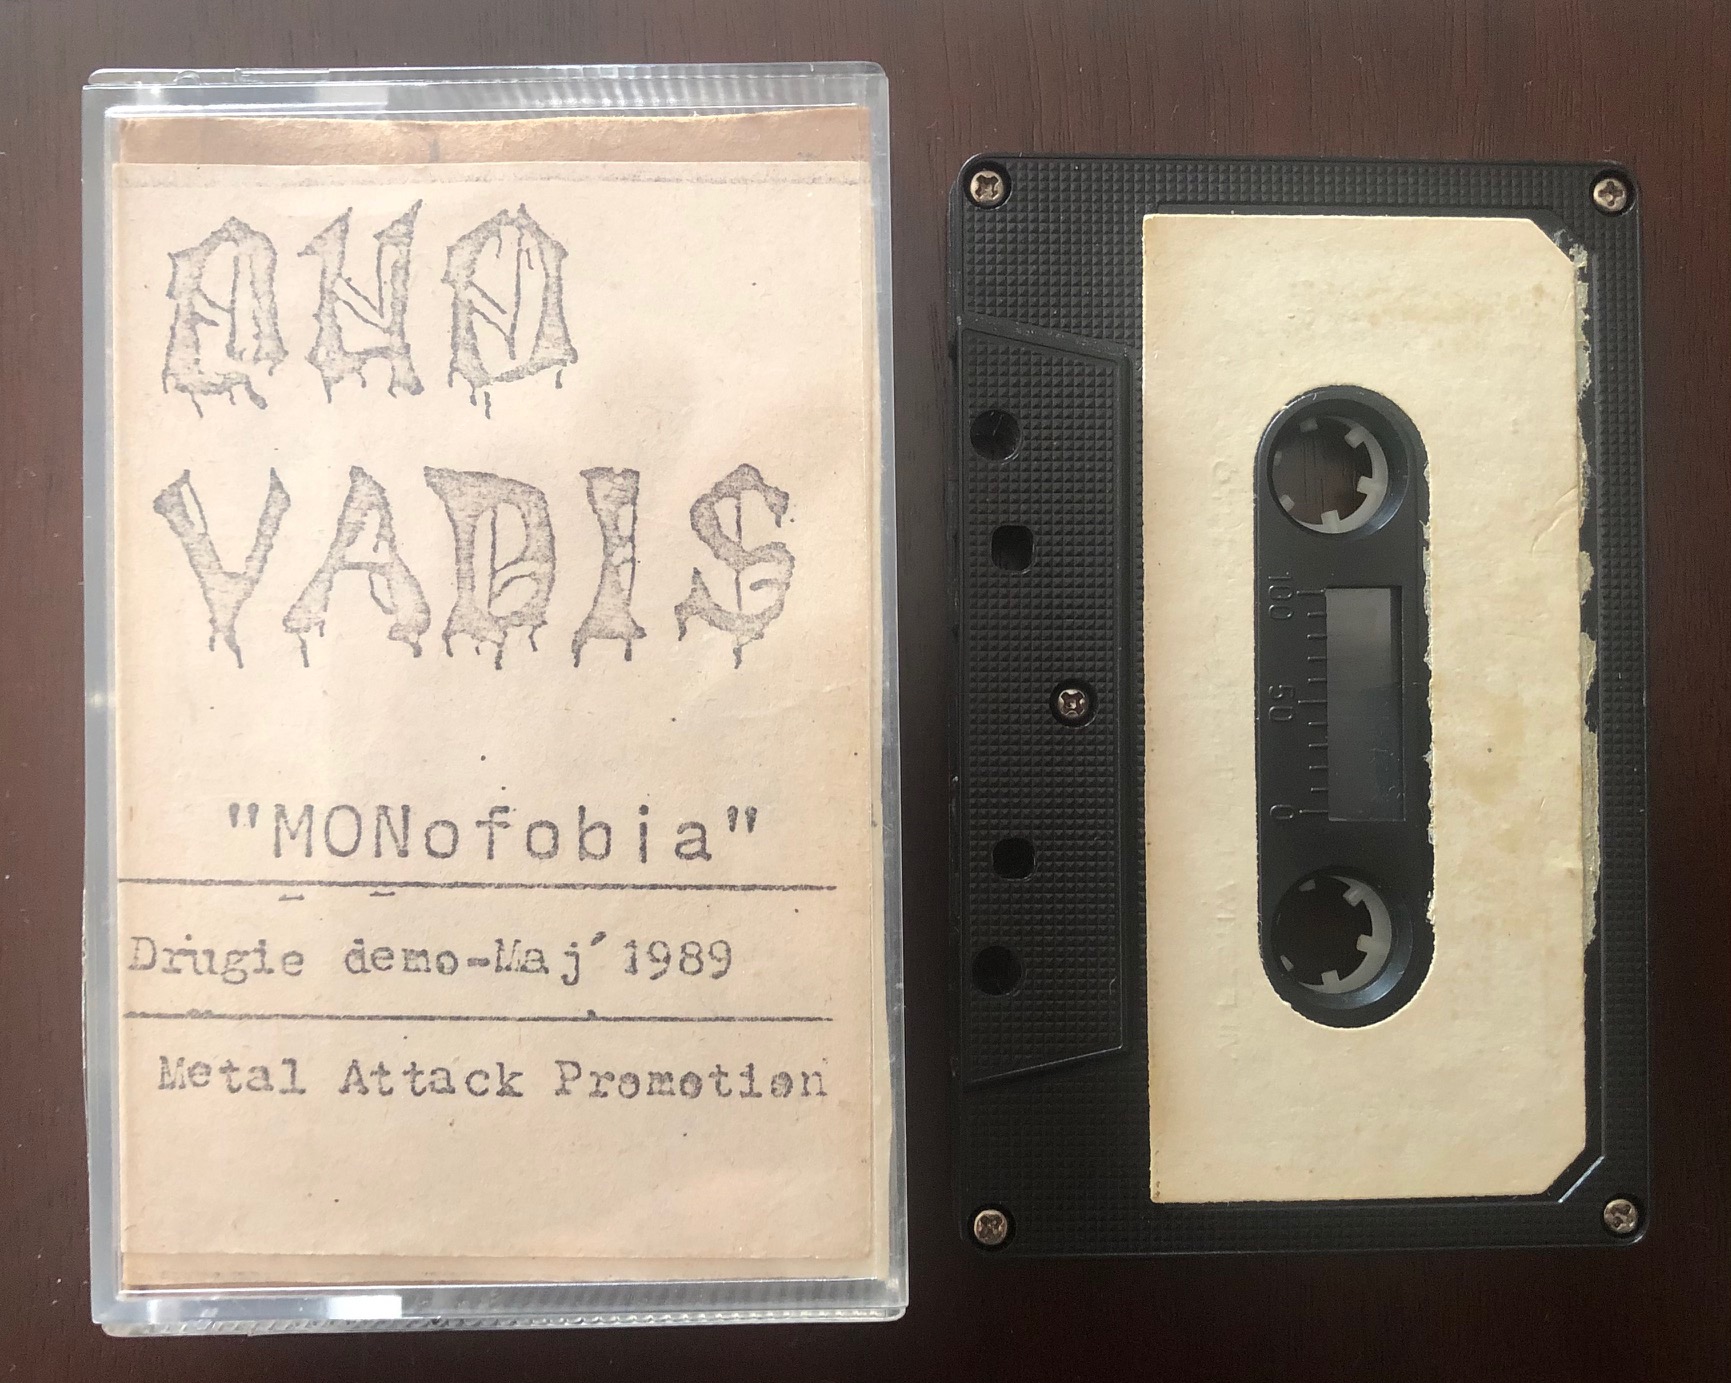 QUO
VADIS
"MONofobia"
Drugie demo-Maj'1989
Metal Attack Promotion
100 50 0